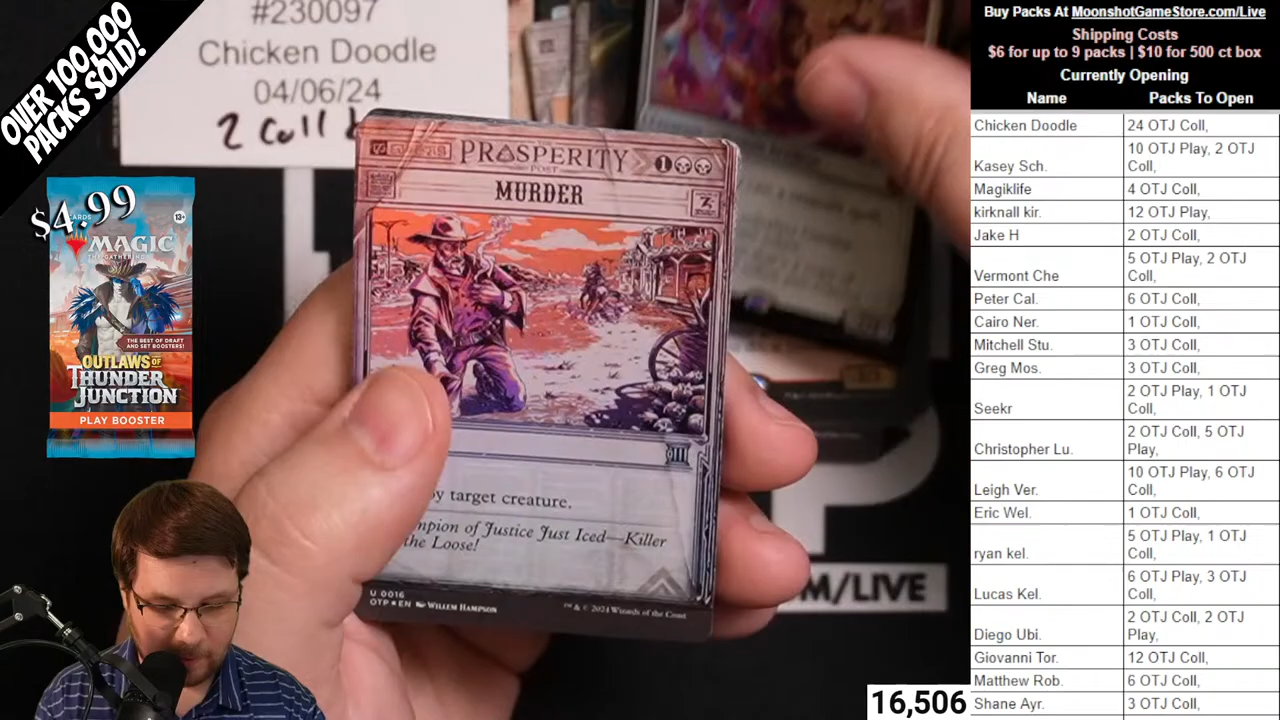 OVER 100,000
PACKS SOLD!
#230097
Chicken Doodle
04/06/24
2 Coll
$4.99
CARDS
13+
MAGIC
THE GATHERING
THE BEST OF DRAFT
AND SET BOOSTERS!
OUTLAWS OF
THUNDER
JUNCTION
PLAY BOOSTER
PROSPERITY
POST
1
MURDER
target creature.
of Justice Just Iced—Killer
the Loose!
U 0016
OTP EN WILLEM HAMPSON
™ & © 2024 Wizards of the Coast
M/LIVE
16,506
Buy Packs At MoonshotGameStore.com/Live
Shipping Costs
$6 for up to 9 packs | $10 for 500 ct box
Currently Opening
Name Packs To Open
Chicken Doodle 24 OTJ Coll,
Kasey Sch. 10 OTJ Play, 2 OTJ
Coll,
Magiklife 4 OTJ Coll,
kirknall kir. 12 OTJ Play,
Jake H 2 OTJ Coll,
Vermont Che 5 OTJ Play, 2 OTJ
Coll,
Peter Cal. 6 OTJ Coll,
Cairo Ner. 1 OTJ Coll,
Mitchell Stu. 3 OTJ Coll,
Greg Mos. 3 OTJ Coll,
Seekr 2 OTJ Play, 1 OTJ
Coll,
Christopher Lu. 2 OTJ Coll, 5 OTJ
Play,
Leigh Ver. 10 OTJ Play, 6 OTJ
Coll,
Eric Wel. 1 OTJ Coll,
ryan kel. 5 OTJ Play, 1 OTJ
Coll,
Lucas Kel. 6 OTJ Play, 3 OTJ
Coll,
Diego Ubi. 2 OTJ Coll, 2 OTJ
Play,
Giovanni Tor. 12 OTJ Coll,
Matthew Rob. 6 OTJ Coll,
Shane Ayr. 3 OTJ Coll,